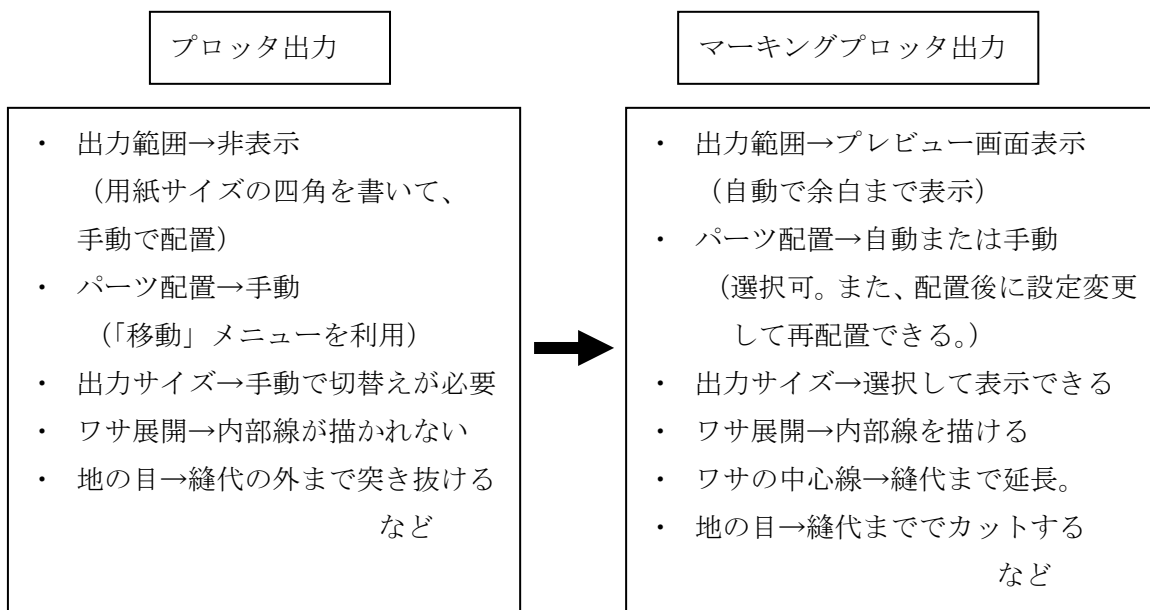 プロッタ出力
・ 出力範囲→非表示
（用紙サイズの四角を書いて、
手動で配置）
・ パーツ配置→手動
（「移動」メニューを利用）
・ 出力サイズ→手動で切替えが必要
・ ワサ展開→内部線が描かれない
・ 地の目→縫代の外まで突き抜ける
など
マーキングプロッタ出力
・ 出力範囲→プレビュー画面表示
（自動で余白まで表示）
・ パーツ配置→自動または手動
（選択可。また、配置後に設定変更
して再配置できる。）
・ 出力サイズ→選択して表示できる
・ ワサ展開→内部線を描ける
・ ワサの中心線→縫代まで延長。
・ 地の目→縫代まででカットする
など